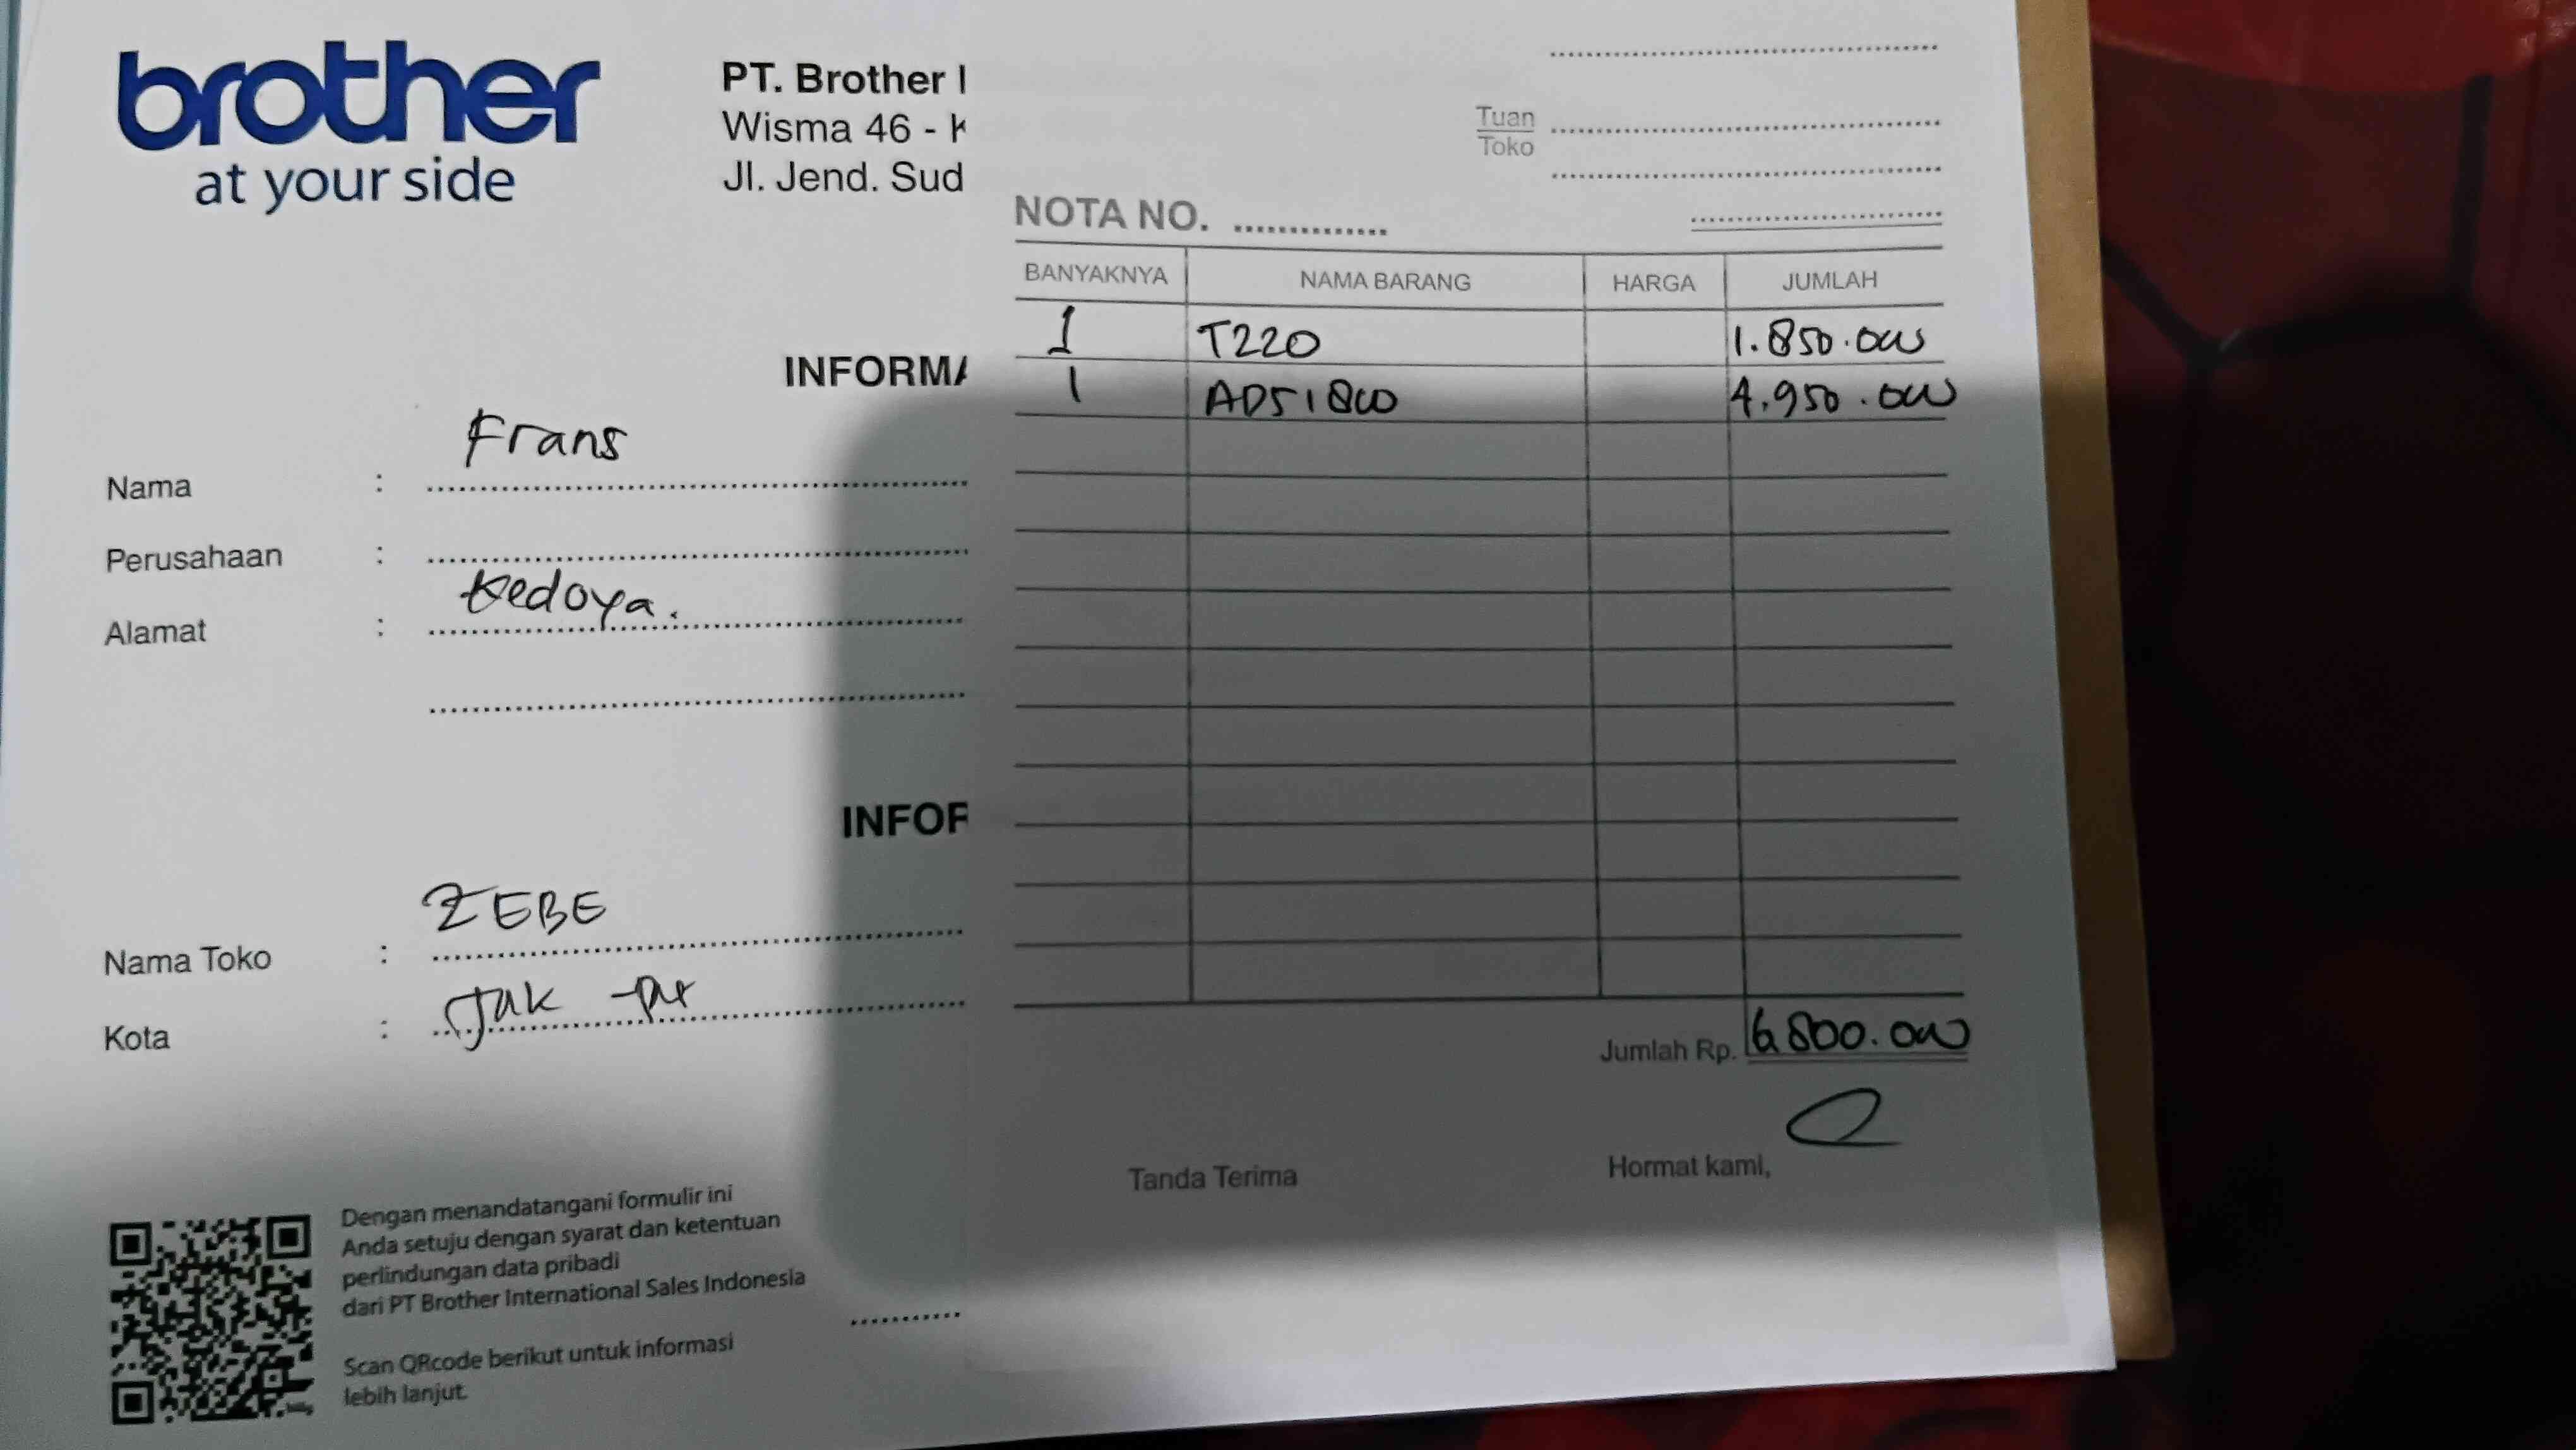 brother
at your side
PT. Brother I
Wisma 46 - K
Jl. Jend. Sud
INFORMA
Nama : Frans
Perusahaan :
Alamat : Kedoya.
INFOR
Nama Toko : ZEBE
Kota : Jak -
Dengan menandatangani formulir ini
Anda setuju dengan syarat dan ketentuan
perlindungan data pribadi
dari PT Brother International Sales Indonesia
Scan QRcode berikut untuk informasi
lebih lanjut.
Tuan
Toko
NOTA NO.
BANYAKNYA NAMA BARANG HARGA JUMLAH
1 T220 1.850.000
1 ADS1800 4.950.000
Jumlah Rp. 6.800.000
Tanda Terima Hormat kami,